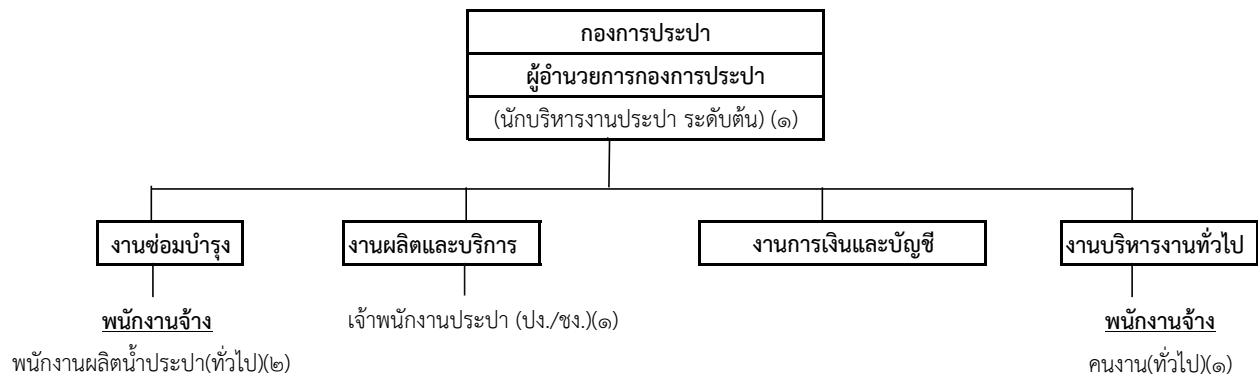 กองการประปา
ผู้อำนวยการกองการประปา
(นักบริหารงานประปา ระดับต้น) (๑)
งานซ่อมบำรุง
งานผลิตและบริการ
งานการเงินและบัญชี
งานบริหารงานทั่วไป
พนักงานจ้าง
เจ้าพนักงานประปา (ปง./ชง.)(๑)
พนักงานจ้าง
พนักงานผลิตน้ำประปา(ทั่วไป)(๒)
คนงาน(ทั่วไป)(๑)